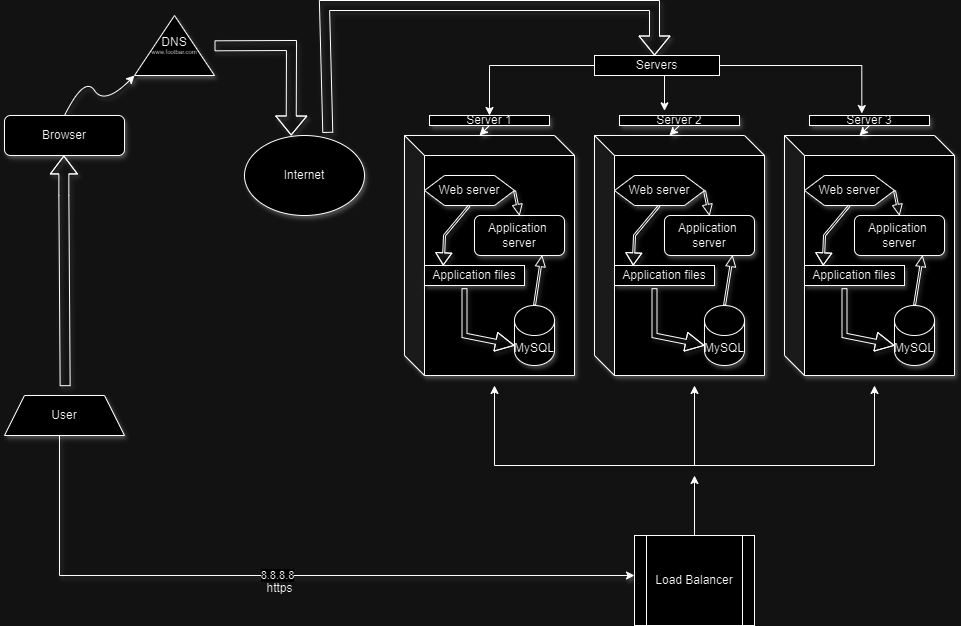 DNS
www.foolbar.com
Servers
Server 1
Server 2
Server 3
Browser
Internet
Web server
Application
server
Application files
MySQL
Web server
Application
server
Application files
MySQL
Web server
Application
server
Application files
MySQL
User
8.8.8.8
https
Load Balancer